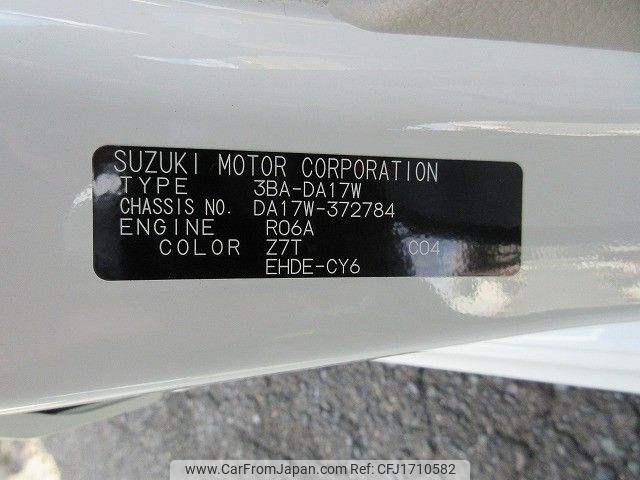 SUZUKI MOTOR CORPORATION
TYPE 3BA-DA17W
CHASSIS NO. DA17W-372784
ENGINE R06A
COLOR Z7T C04
EHDE-CY6
www.CarFromJapan.com Ref:CFJ1710582